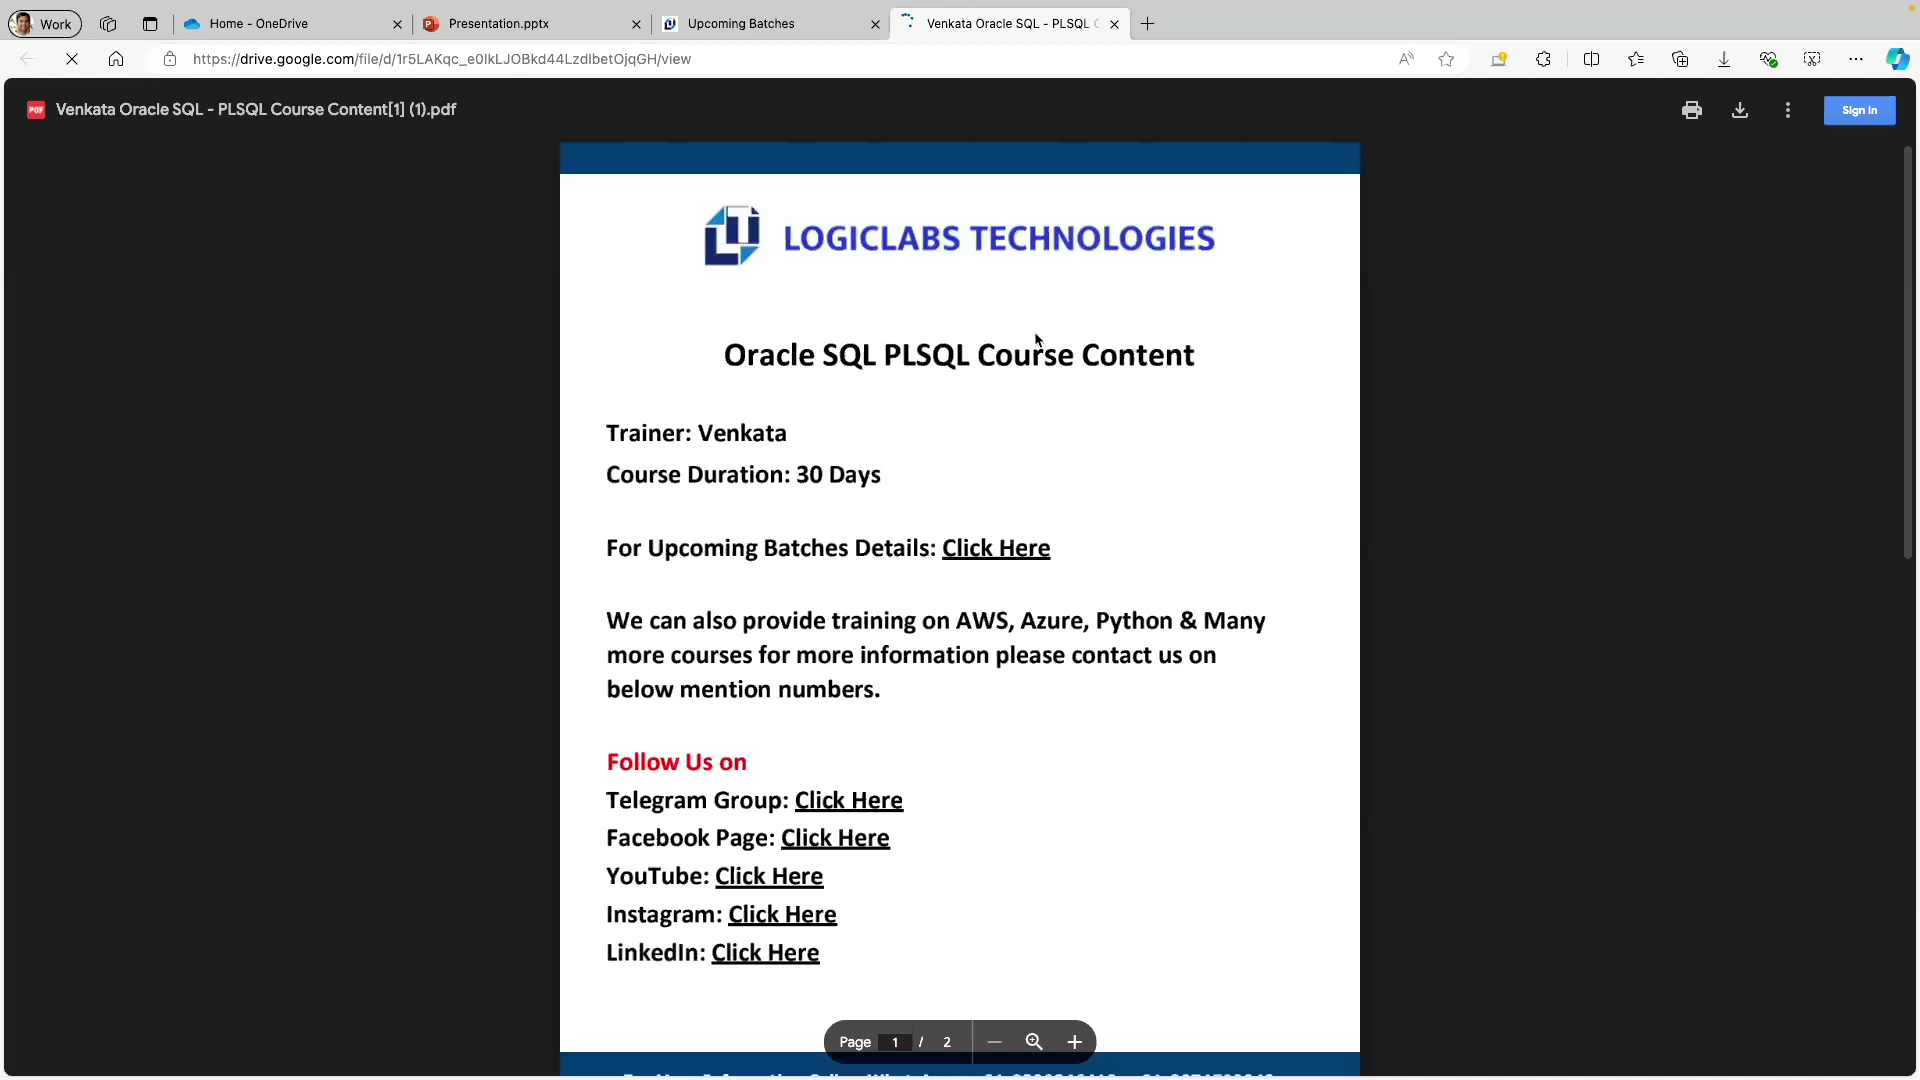 Work
Home - OneDrive
Presentation.pptx
Upcoming Batches
Venkata Oracle SQL - PLSQL
https://drive.google.com/file/d/1r5LAKqc_e0lkLJOBkd44LzdlbetOjqGH/view
PDF
Venkata Oracle SQL - PLSQL Course Content[1] (1).pdf
Sign in
LOGICLABS TECHNOLOGIES
Oracle SQL PLSQL Course Content
Trainer: Venkata
Course Duration: 30 Days
For Upcoming Batches Details: Click Here
We can also provide training on AWS, Azure, Python & Many
more courses for more information please contact us on
below mention numbers.
Follow Us on
Telegram Group: Click Here
Facebook Page: Click Here
YouTube: Click Here
Instagram: Click Here
LinkedIn: Click Here
Page 1 / 2